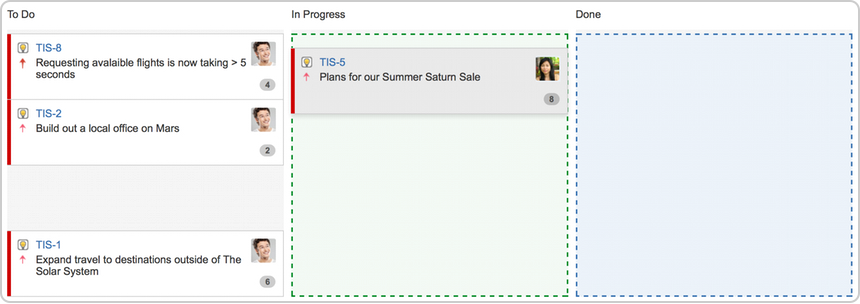 To Do
In Progress
Done
TIS-8
Requesting avalaible flights is now taking > 5
seconds
4
TIS-2
Build out a local office on Mars
2
TIS-1
Expand travel to destinations outside of The
Solar System
6
TIS-5
Plans for our Summer Saturn Sale
8